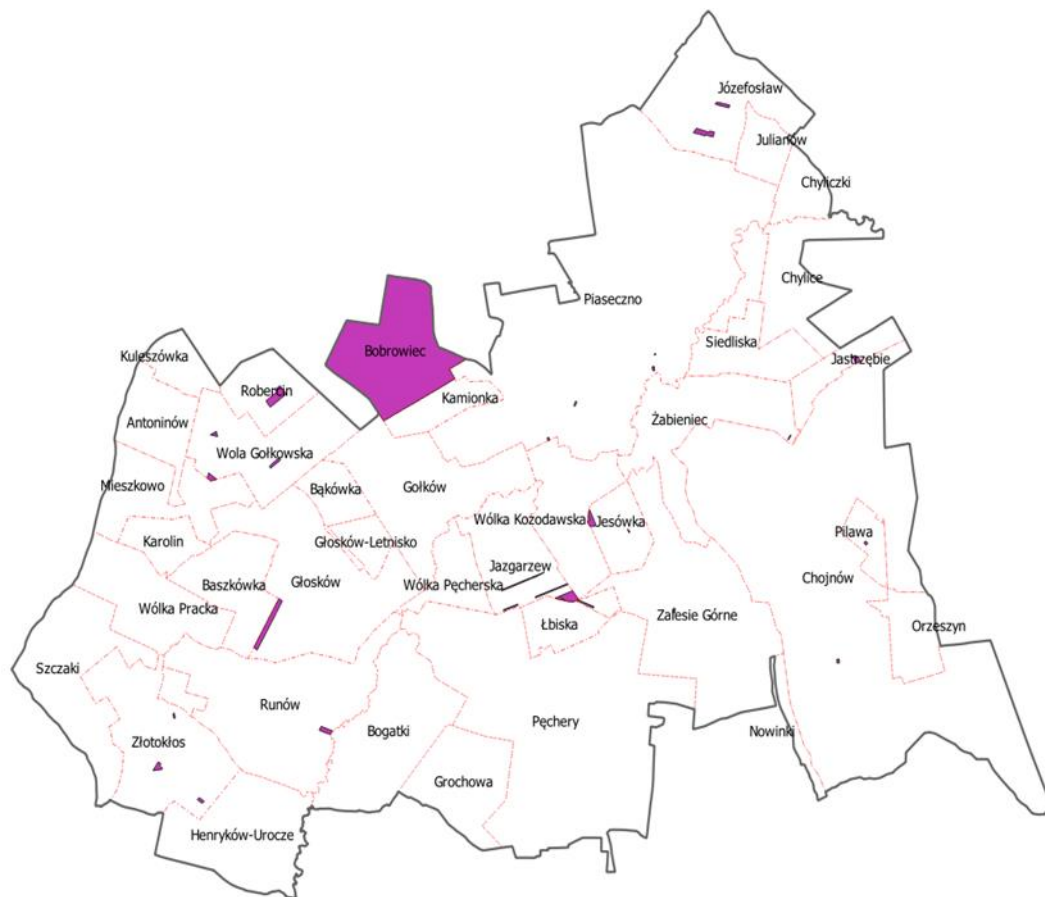 Józefosław
Julianów
Chyliczki
Chylice
Piaseczno
Siedliska
Jastrzębie
Bobrowiec
Kuleszówka
Robercin
Kamionka
Antoninów
Żabieniec
Wola Gołkowska
Mieszkowo
Bąkówka
Gołków
Wólka Kozodawska
Jesówka
Pilawa
Karolin
Głosków-Letnisko
Jazgarzew
Baszkówka
Głosków
Wólka Pęcherska
Chojnów
Wólka Pracka
Zalesie Górne
Łbiska
Orzeszyn
Szczaki
Runów
Bogatki
Pęchery
Nowinki
Złotokłos
Grochowa
Henryków-Urocze